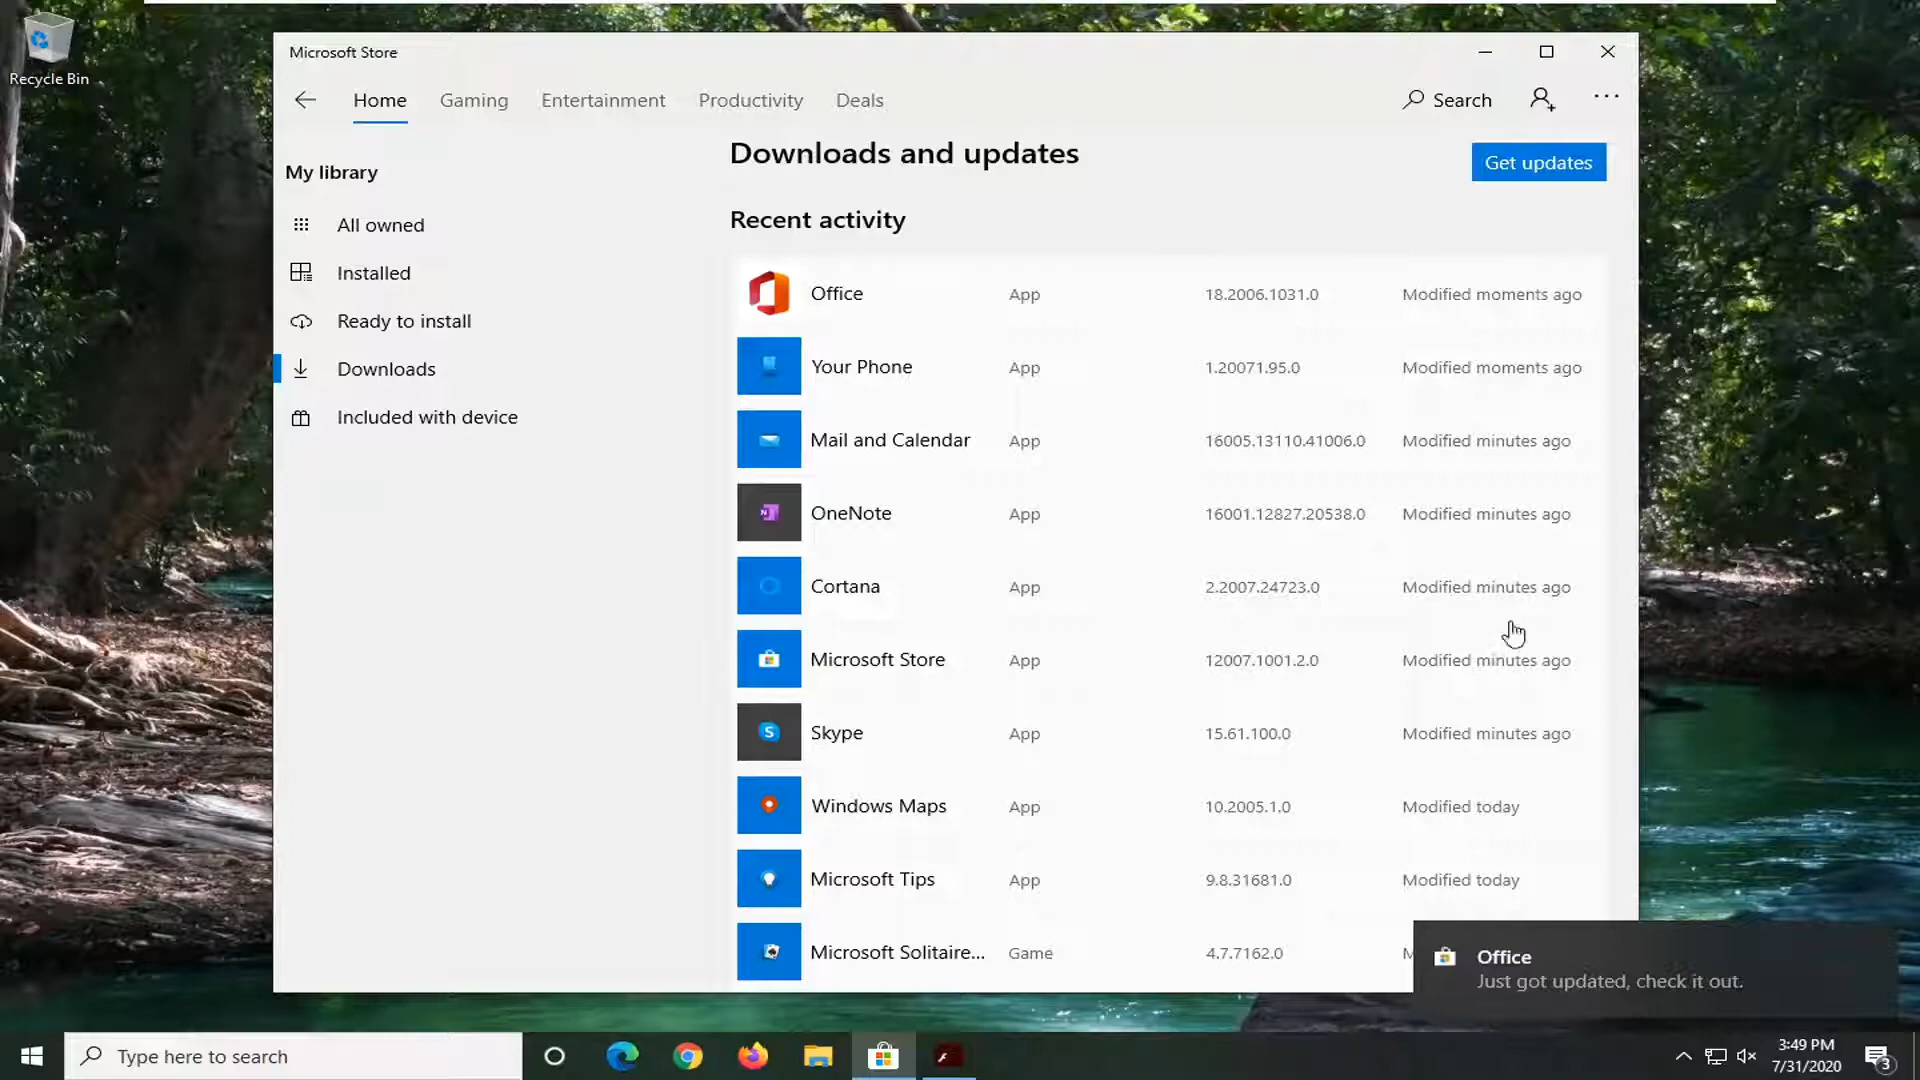 Recycle Bin
Microsoft Store
Home Gaming Entertainment Productivity Deals Search
My library
All owned
Installed
Ready to install
Downloads
Included with device
Downloads and updates
Get updates
Recent activity
Office App 18.2006.1031.0 Modified moments ago
Your Phone App 1.20071.95.0 Modified moments ago
Mail and Calendar App 16005.13110.41006.0 Modified minutes ago
OneNote App 16001.12827.20538.0 Modified minutes ago
Cortana App 2.2007.24723.0 Modified minutes ago
Microsoft Store App 12007.1001.2.0 Modified minutes ago
Skype App 15.61.100.0 Modified minutes ago
Windows Maps App 10.2005.1.0 Modified today
Microsoft Tips App 9.8.31681.0 Modified today
Microsoft Solitaire... Game 4.7.7162.0
Office
Just got updated, check it out.
Type here to search
3:49 PM
7/31/2020
3